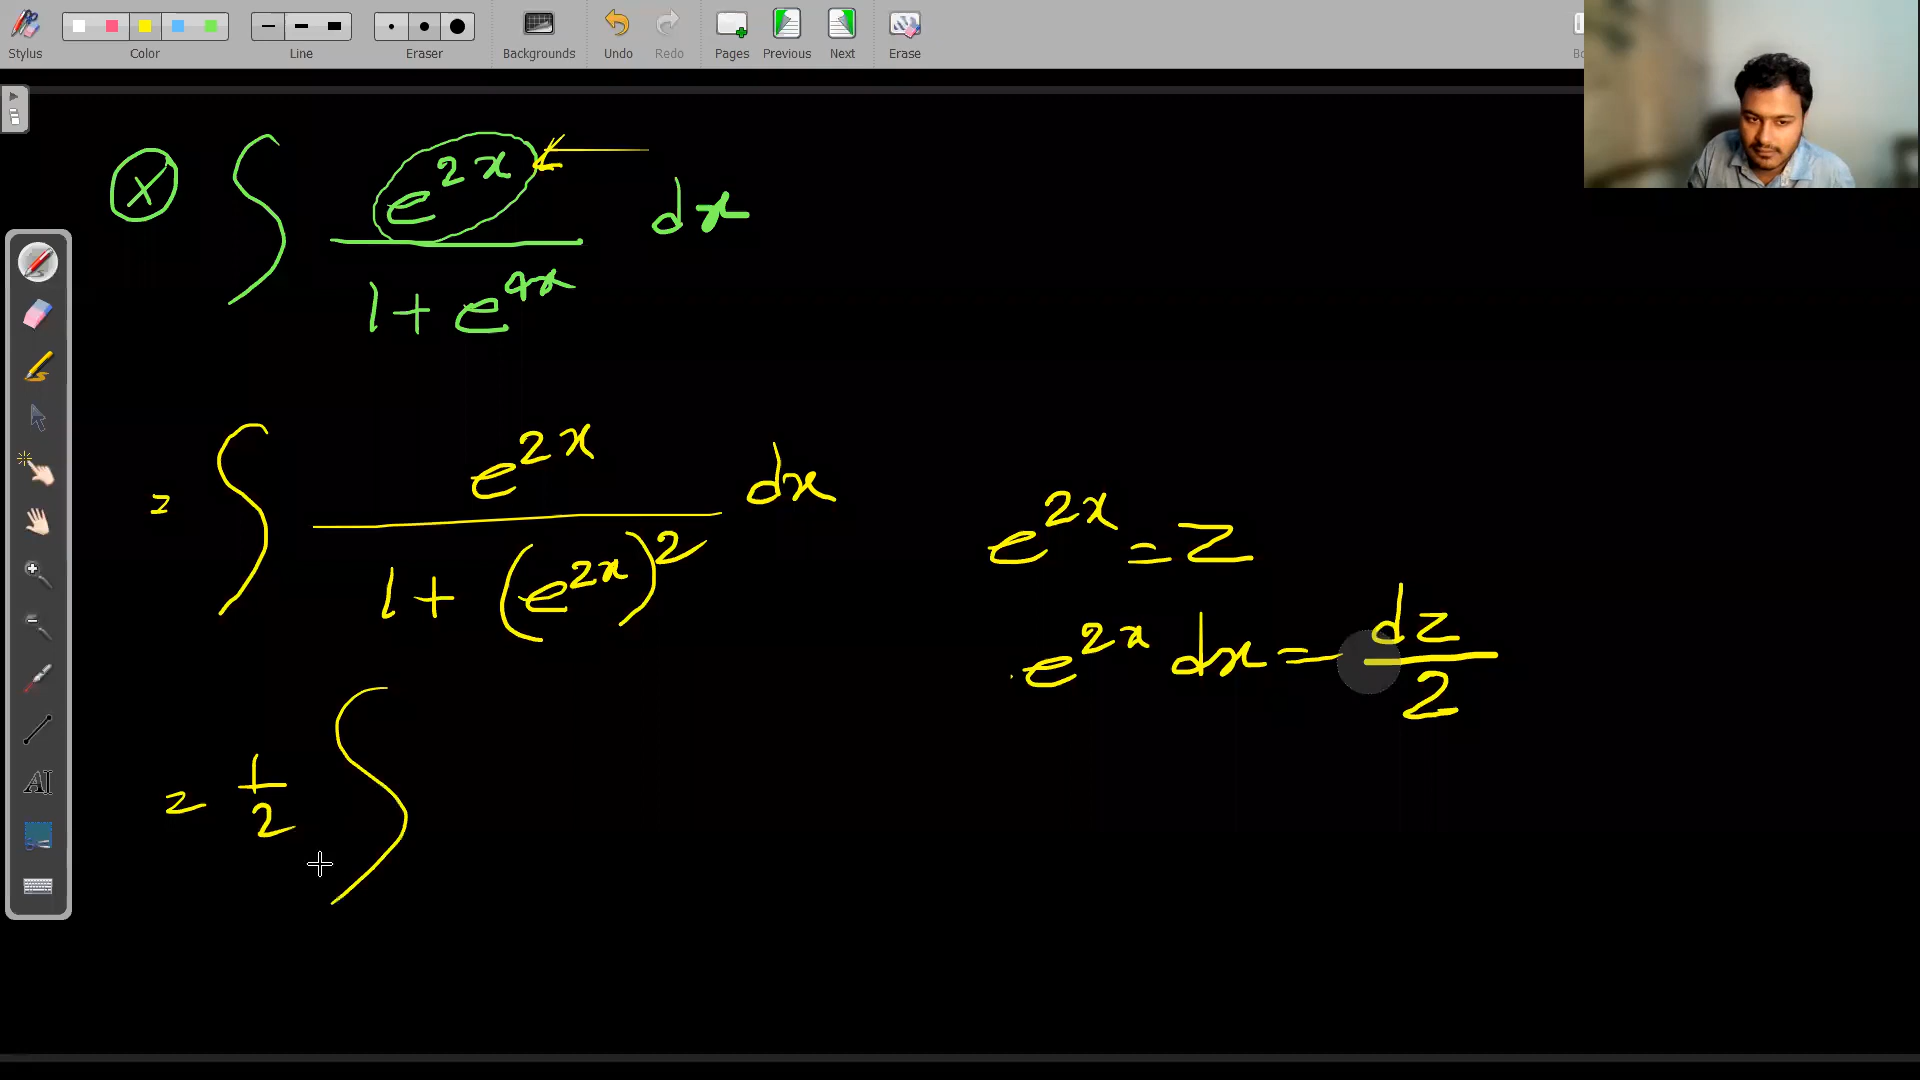 Stylus Color Line Eraser Backgrounds Undo Redo Pages Previous Next Erase
(x) ∫ e^{2x} / (1 + e^{4x}) dx
= ∫ e^{2x} / (1 + (e^{2x})^2) dx
e^{2x} = z
e^{2x} dx = dz / 2
= 1/2 ∫